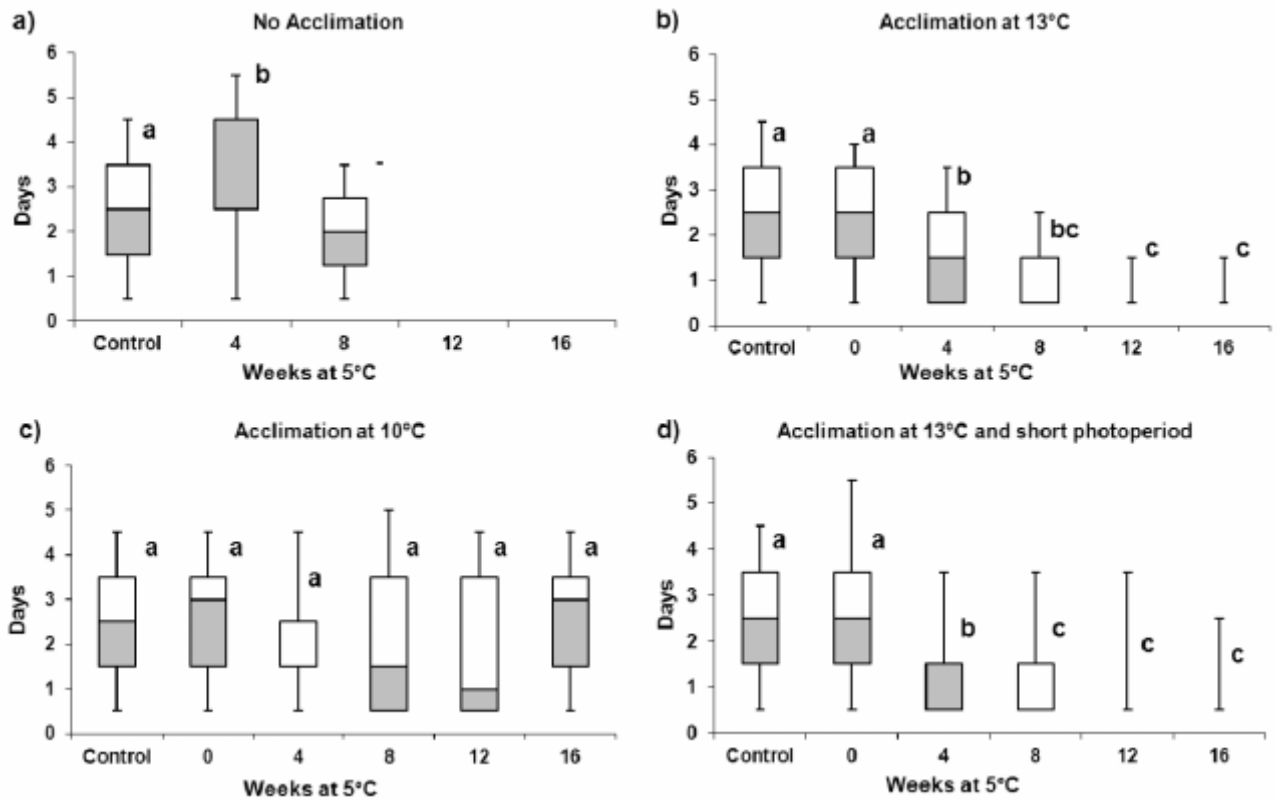 a)
No Acclimation
Days
6
5
4
3
2
1
0
a
b
-
Control 4 8 12 16
Weeks at 5°C
b)
Acclimation at 13°C
Days
6
5
4
3
2
1
0
a a b bc c c
Control 0 4 8 12 16
Weeks at 5°C
c)
Acclimation at 10°C
Days
6
5
4
3
2
1
0
a a a a a a
Control 0 4 8 12 16
Weeks at 5°C
d)
Acclimation at 13°C and short photoperiod
Days
6
5
4
3
2
1
0
a a b c c c
Control 0 4 8 12 16
Weeks at 5°C